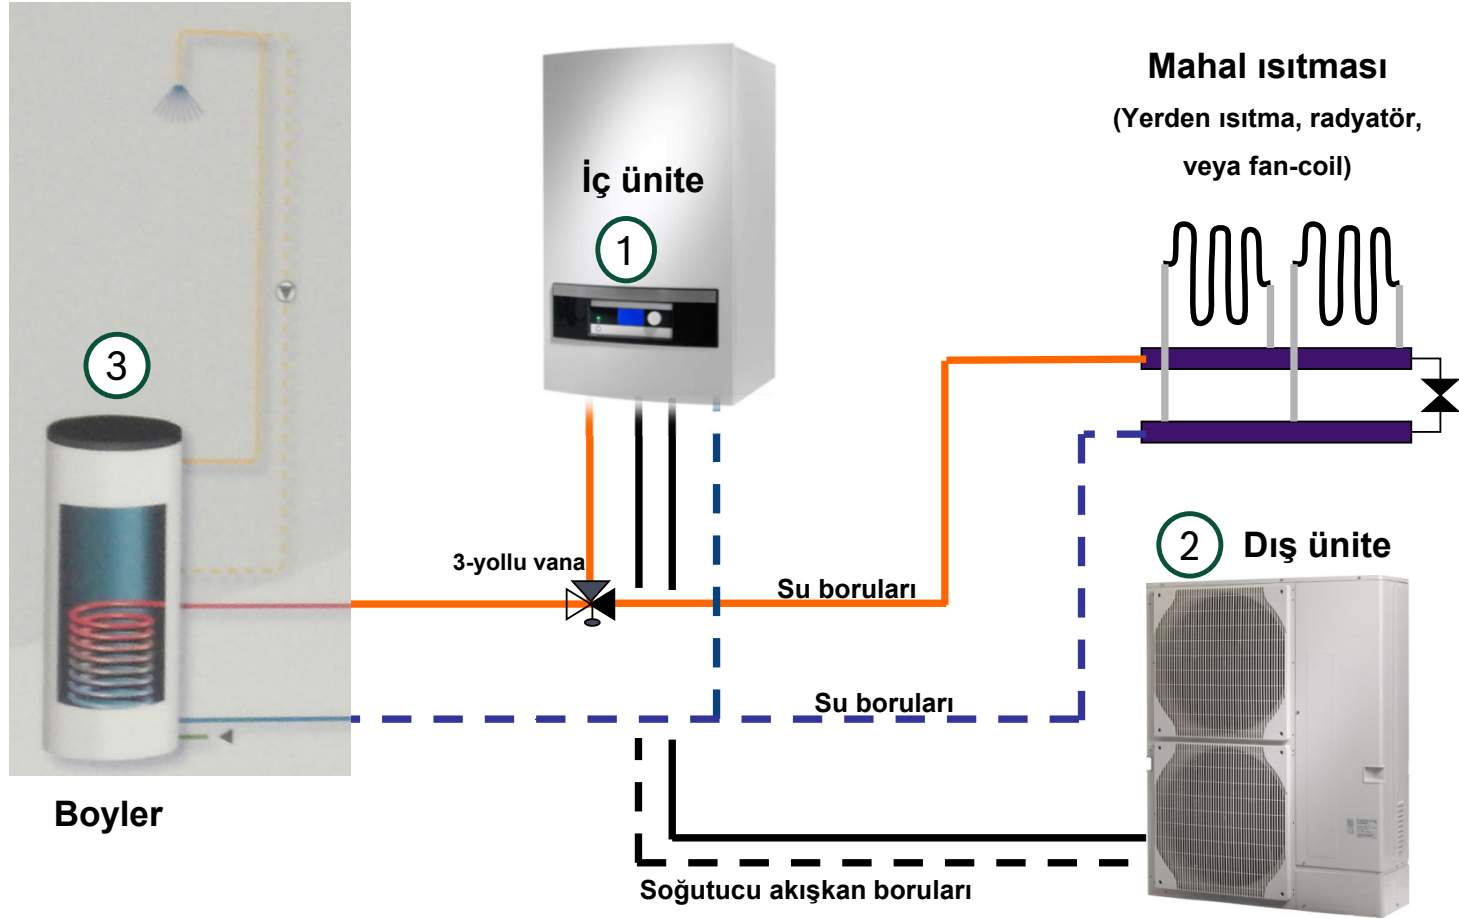 Mahal ısıtması
(Yerden ısıtma, radyatör,
veya fan-coil)
İç ünite
1
3
2
Dış ünite
3-yollu vana
Su boruları
Su boruları
Boyler
Soğutucu akışkan boruları